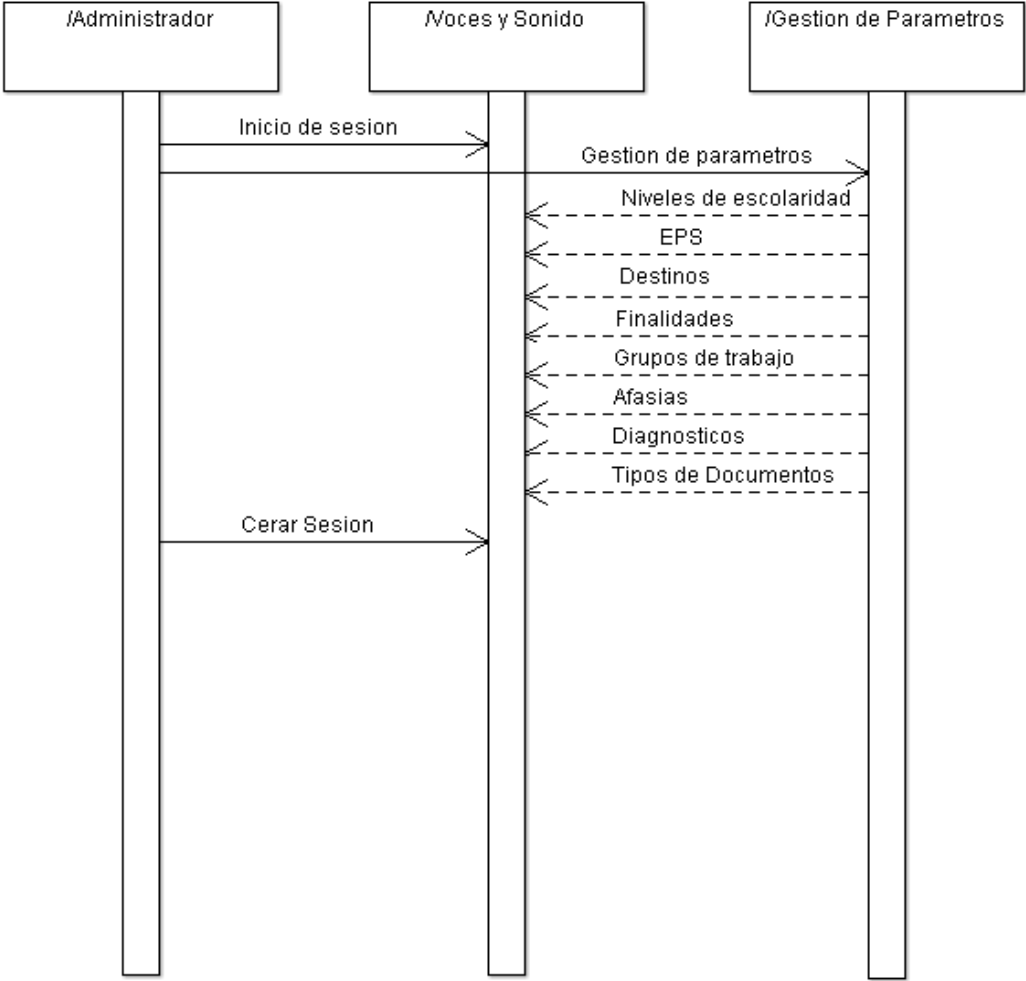 /Administrador
/Voces y Sonido
/Gestion de Parametros
Inicio de sesion
Gestion de parametros
Niveles de escolaridad
EPS
Destinos
Finalidades
Grupos de trabajo
Afasias
Diagnosticos
Tipos de Documentos
Cerar Sesion